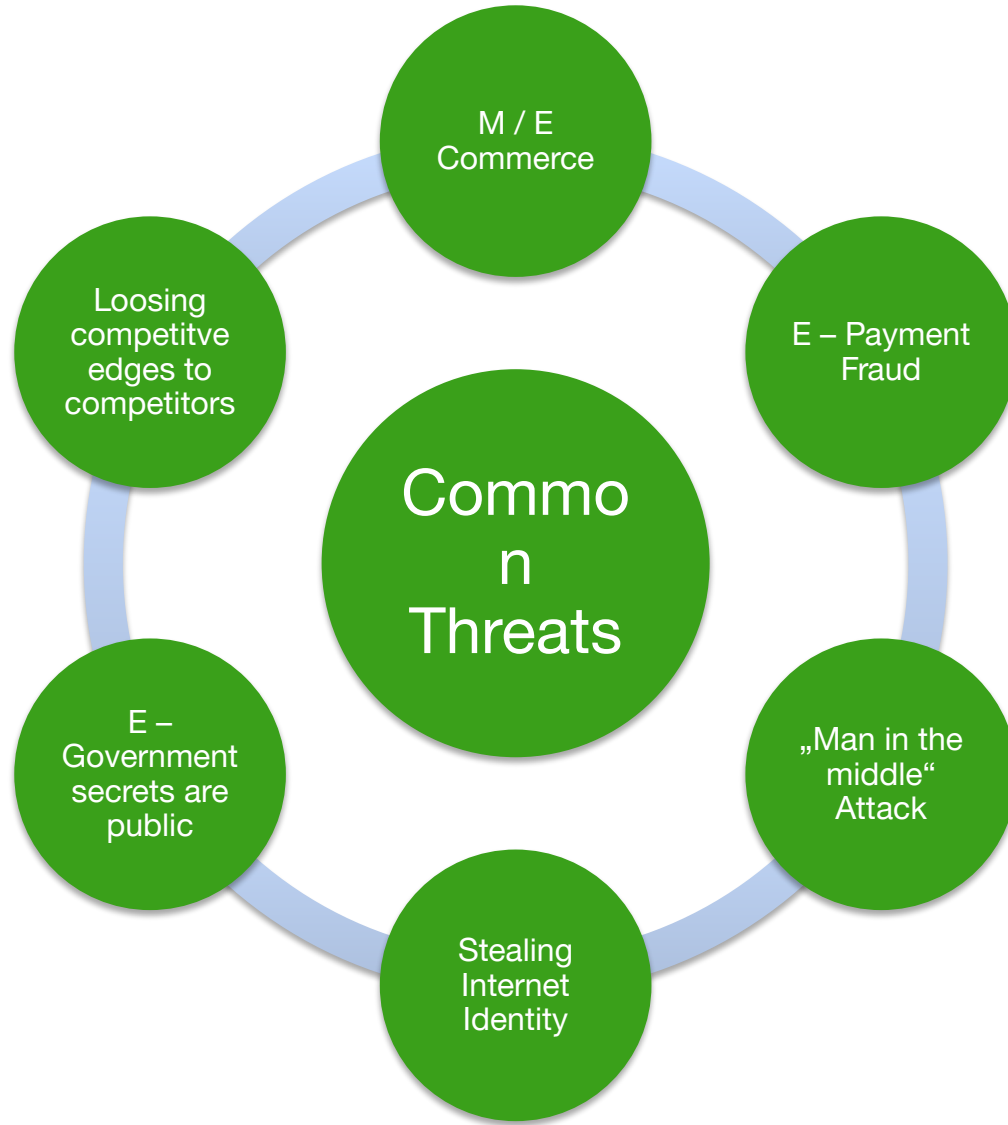 M / E
Commerce
E – Payment
Fraud
„Man in the
middle“
Attack
Stealing
Internet
Identity
E –
Government
secrets are
public
Loosing
competitve
edges to
competitors
Commo
n
Threats